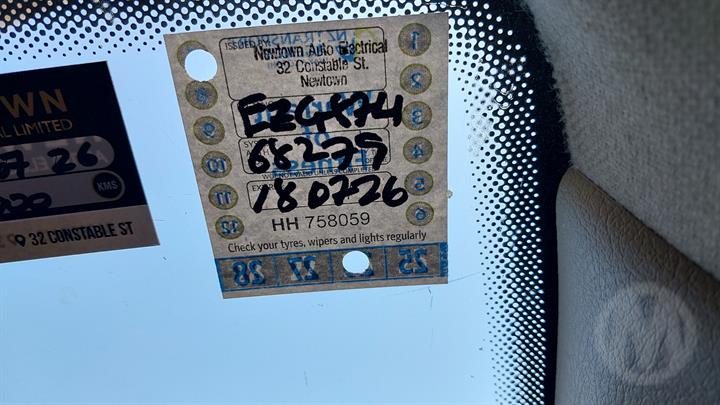 OWN
AL LIMITED
07 26
KMS
32 CONSTABLE ST
ISSUED BY
Newtown Auto Electrical
32 Constable St.
Newtown
EZG874
68279
180726
HH 758059
Check your tyres, wipers and lights regularly
1
2
3
4
5
6
8
9
10
11
12
28 27 25